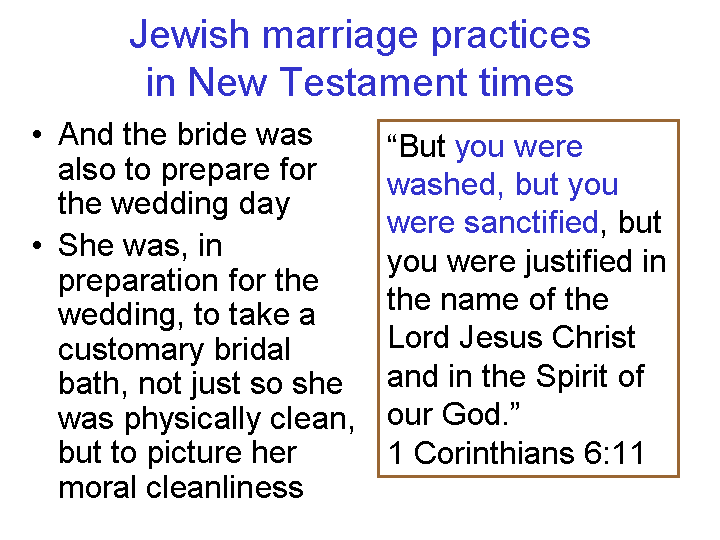 Jewish marriage practices
in New Testament times
• And the bride was
also to prepare for
the wedding day
• She was, in
preparation for the
wedding, to take a
customary bridal
bath, not just so she
was physically clean,
but to picture her
moral cleanliness
“But you were
washed, but you
were sanctified, but
you were justified in
the name of the
Lord Jesus Christ
and in the Spirit of
our God.”
1 Corinthians 6:11